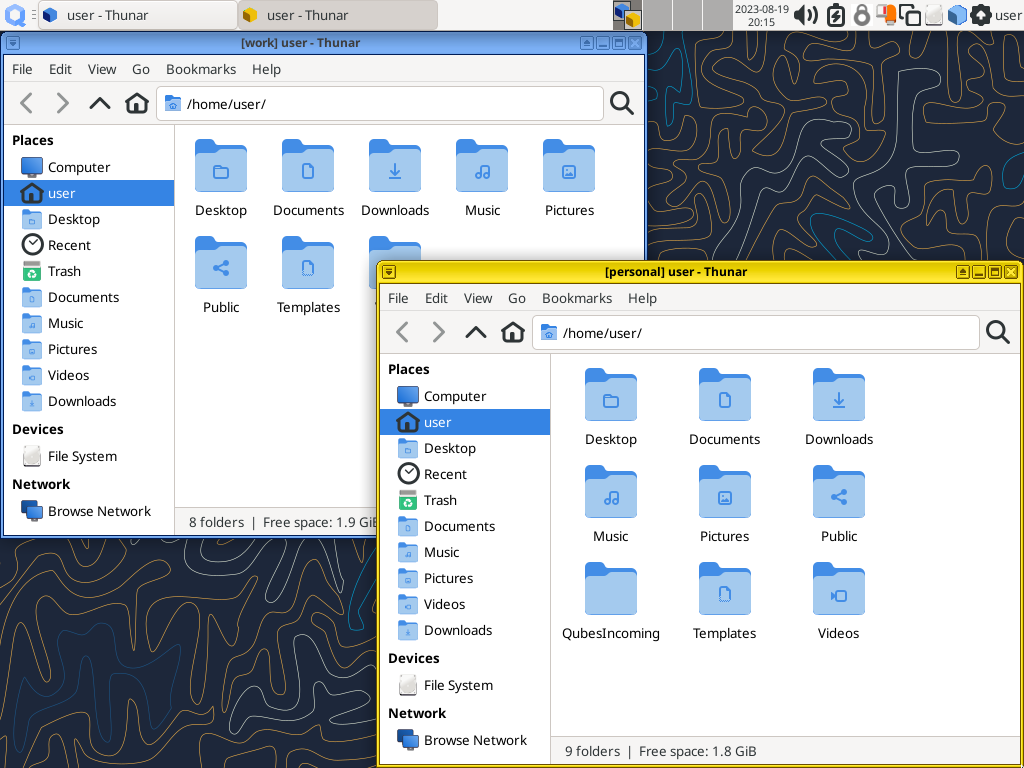 user - Thunar
user - Thunar
2023-08-19
20:15
user
[work] user - Thunar
File Edit View Go Bookmarks Help
/home/user/
Places
Computer
user
Desktop
Recent
Trash
Documents
Music
Pictures
Videos
Downloads
Devices
File System
Network
Browse Network
Desktop Documents Downloads Music Pictures
Public Templates
8 folders | Free space: 1.9 GiB
[personal] user - Thunar
File Edit View Go Bookmarks Help
/home/user/
Places
Computer
user
Desktop
Recent
Trash
Documents
Music
Pictures
Videos
Downloads
Devices
File System
Network
Browse Network
Desktop Documents Downloads
Music Pictures Public
QubesIncoming Templates Videos
9 folders | Free space: 1.8 GiB